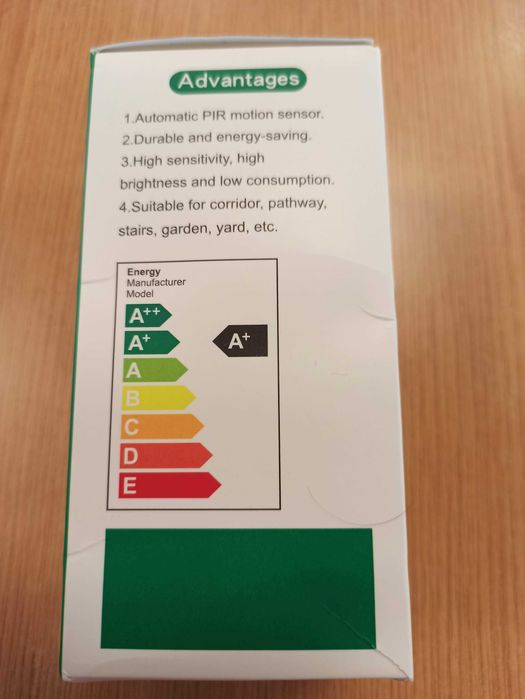 Advantages
1.Automatic PIR motion sensor.
2.Durable and energy-saving.
3.High sensitivity, high
brightness and low consumption.
4.Suitable for corridor, pathway,
stairs, garden, yard, etc.
Energy
Manufacturer
Model
A++
A+
A+
A
B
C
D
E